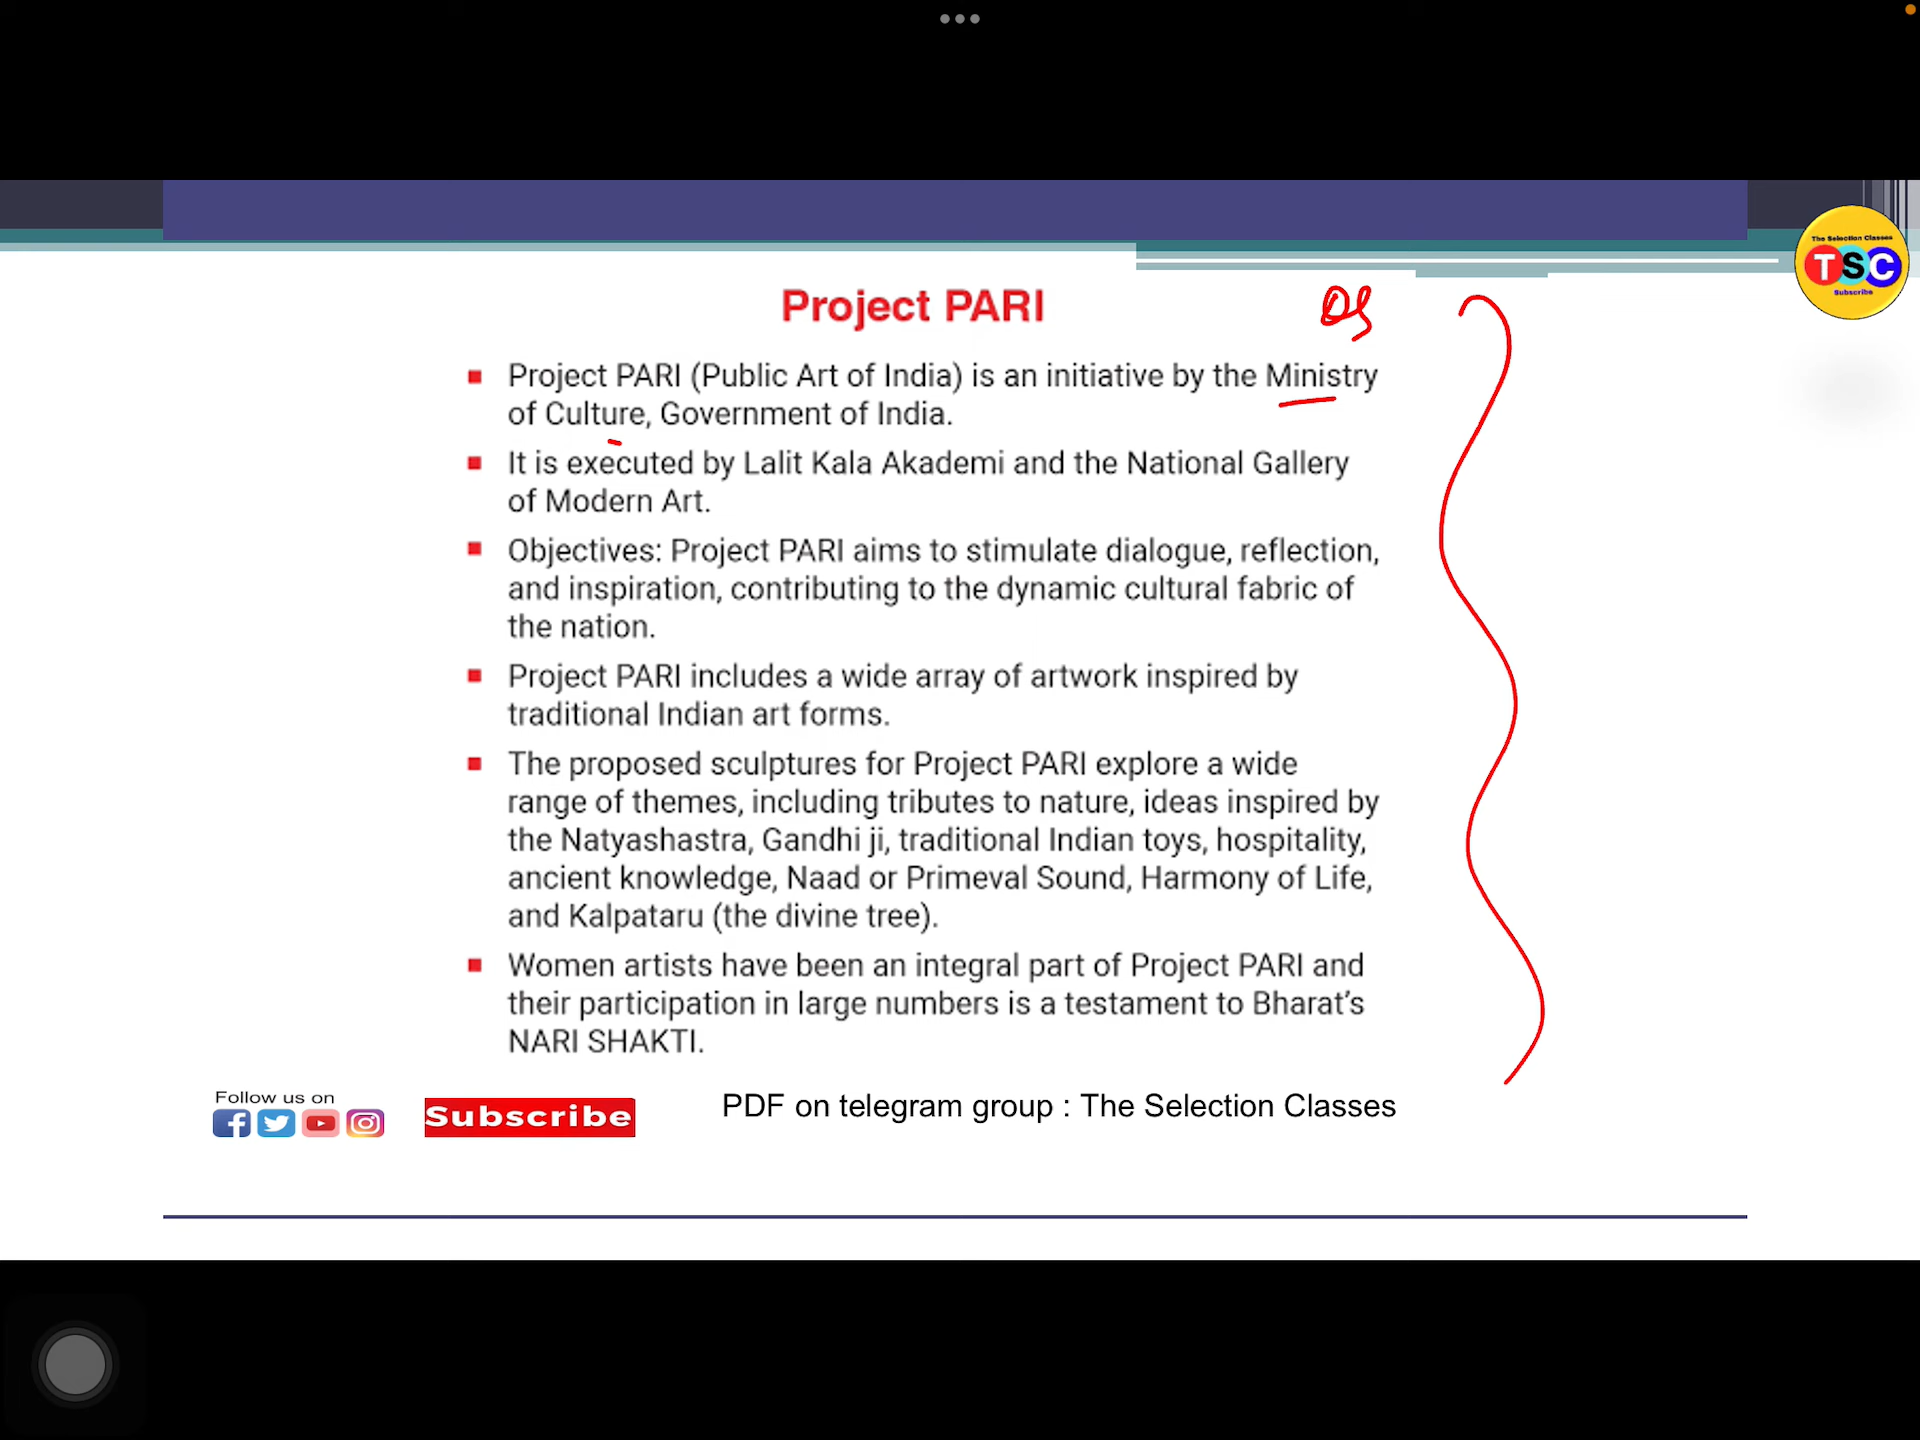 The Selection Classes
TSC
Subscribe
Project PARI
Project PARI (Public Art of India) is an initiative by the Ministry
of Culture, Government of India.
It is executed by Lalit Kala Akademi and the National Gallery
of Modern Art.
Objectives: Project PARI aims to stimulate dialogue, reflection,
and inspiration, contributing to the dynamic cultural fabric of
the nation.
Project PARI includes a wide array of artwork inspired by
traditional Indian art forms.
The proposed sculptures for Project PARI explore a wide
range of themes, including tributes to nature, ideas inspired by
the Natyashastra, Gandhi ji, traditional Indian toys, hospitality,
ancient knowledge, Naad or Primeval Sound, Harmony of Life,
and Kalpataru (the divine tree).
Women artists have been an integral part of Project PARI and
their participation in large numbers is a testament to Bharat's
NARI SHAKTI.
Follow us on
Subscribe
PDF on telegram group : The Selection Classes